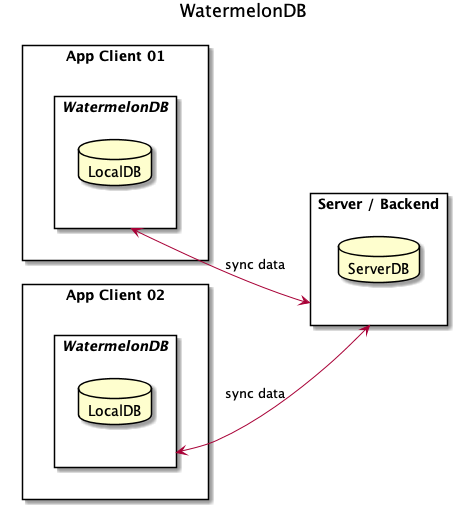 WatermelonDB
App Client 01
WatermelonDB
LocalDB
Server / Backend
ServerDB
sync data
App Client 02
WatermelonDB
LocalDB
sync data